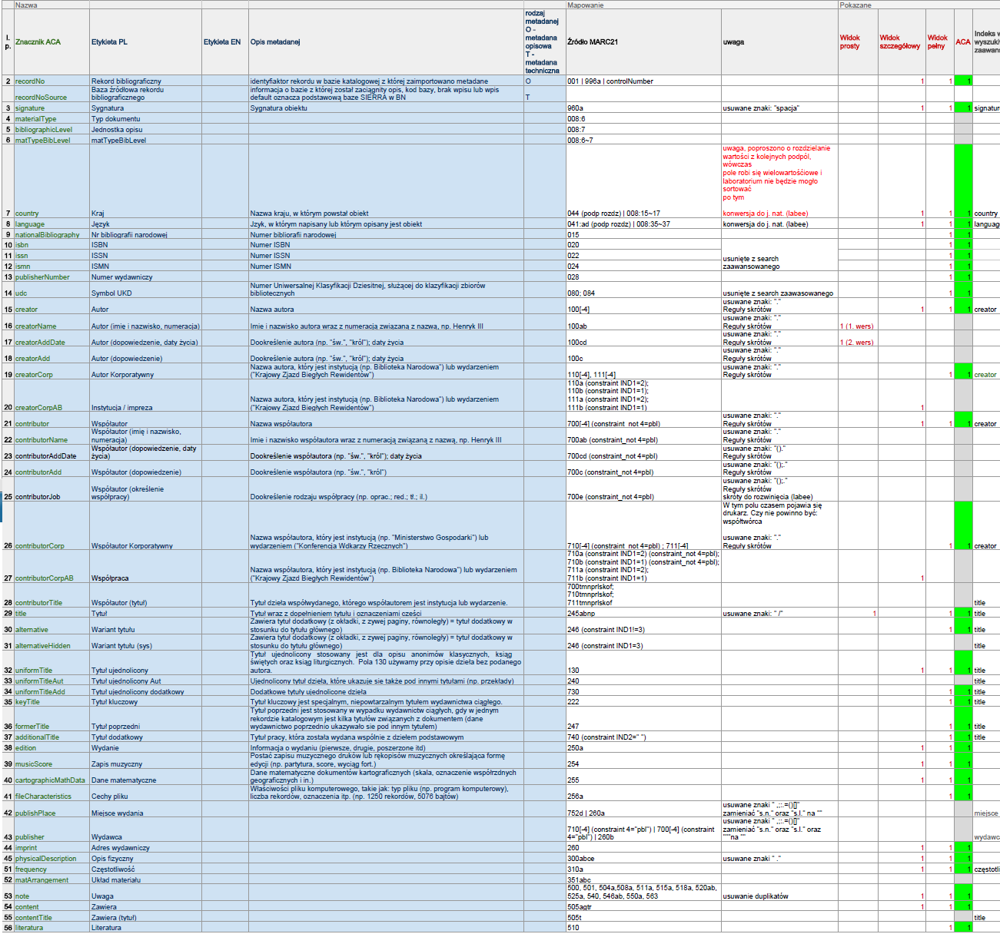 Nazwa Mapowanie Pokazane
l.p. Znacznik ACA Etykieta PL Etykieta EN Opis metadanej rodzaj metadanej O - metadana opisowa T - metadana techniczna Źródło MARC21 uwaga Widok prosty Widok szczegółowy Widok pełny ACA Indeks w
2 recordNo Rekord bibliograficzny identyfiaktor rekordu w bazie katalogowej z której zaimportowano metadane O 001 | 996a | controlNumber 1 1 1
recordNoSource Baza źródłowa rekordu bibliograficznego informacja o bazie z której został zaciągnity opis, kod bazy, brak wpisu lub wpis default oznacza podstawową baze SIERRA w BN T
3 signature Sygnatura Sygnatura obiektu 960a usuwane znaki: "spacja" 1 1 1 signature
4 materialType Typ dokumentu 008:6
5 bibliographicLevel Jednostka opisu 008:7
6 matTypeBibLevel matTypeBibLevel 008:6~7
uwaga, poproszono o rozdzielanie
wartości z kolejnych podpól,
wówczas
pole robi się wielowartośćiowe i
laboratorium nie będzie mogło
sortować
po tym
7 country Kraj Nazwa kraju, w którym powstał obiekt 044 (podp rozdz) | 008:15~17 konwersja do j. nat. (labee) 1 1 1 country
8 language Język Jzyk, w którym napisany lub którym opisany jest obiekt 041:ad (podp rozdz) | 008:35~37 konwersja do j. nat. (labee) 1 1 1 language
9 nationalBibliography Nr bibliografii narodowej Numer bibliorafii narodowej 015 1 1
10 isbn ISBN Numer ISBN 020 1 1
11 issn ISSN Numer ISSN 022 1 1
12 ismn ISMN Numer ISMN 024 usunięte z search zaawansowanego 1 1
13 publisherNumber Numer wydawniczy 028 1 1
14 udc Symbol UKD Numer Uniwersalnej Klasyfikacji Dziesitnej, służącej do klazyfikacji zbiorów bibliotecznych 080; 084 usunięte z search zaawasowanego 1 1
15 creator Autor Nazwa autora 100[-4] usuwane znaki: "." Reguły skrótów 1 1 1 creator
16 creatorName Autor (imię i nazwisko, numeracja) Imie i nazwisko autora wraz z numeracją związaną z nazwą, np. Henryk III 100ab usuwane znaki: "." Reguły skrótów 1 (1. wers)
17 creatorAddDate Autor (dopowiedzenie, daty życia) Dookreślenie autora (np. "św.", "król"); daty życia 100cd usuwane znaki: "." Reguły skrótów 1 (2. wers)
18 creatorAdd Autor (dopowiedzenie) Dookreślenie autora (np. "św.", "król"); daty życia 100c usuwane znaki: "." Reguły skrótów
19 creatorCorp Autor Korporatywny Nazwa autora, który jest instytucją (np. Biblioteka Narodowa") lub wydarzeniem ("Krajowy Zjazd Biegłych Rewidentów") 110[-4], 111[-4] usuwane znaki: "." Reguły skrótów 1 1 creator
20 creatorCorpAB Instytucja / impreza Nazwa autora, który jest instytucją (np. Biblioteka Narodowa") lub wydarzeniem ("Krajowy Zjazd Biegłych Rewidentów") 110a (constraint IND1=2); 110b (constraint IND1=1); 111a (constraint IND1=2); 111b (constraint IND1=1) 1
21 contributor Współautor Nazwa współautora 700[-4] (constraint_not 4=pbl) usuwane znaki: "." Reguły skrótów 1 1 1 creator
22 contributorName Współautor (imię i nazwisko, numeracja) Imie i nazwisko współautora wraz z numeracją związaną z nazwą, np. Henryk III 700ab (constraint_not 4=pbl) usuwane znaki: "." Reguły skrótów
23 contributorAddDate Współautor (dopowiedzenie, daty życia) Dookreślenie współautora (np. "św.", "król"); daty życia 700cd (constraint_not 4=pbl) usuwane znaki: "()." Reguły skrótów
24 contributorAdd Współautor (dopowiedzenie) Dookreślenie współautora (np. "św.", "król") 700c (constraint_not 4=pbl) usuwane znaki: "();." Reguły skrótów
25 contributorJob Współautor (określenie współpracy) Dookreślenie rodzaju współpracy (np. oprac.; red.; tł.; il.) 700e (constraint_not 4=pbl) usuwane znaki: "();." Reguły skrótów skróty do rozwinięcia (labee)
26 contributorCorp Współautor Korporatywny Nazwa współautora, który jest instytucją (np. "Ministerstwo Gospodarki") lub wydarzeniem ("Konferencja Wdkarzy Rzecznych") 710[-4] (constraint_not 4=pbl) ; 711[-4] W tym polu czasem pojawia się drukarz. Czy nie powinno być: współtwórca usuwane znaki: "." Reguły skrótów 1 1 creator
27 contributorCorpAB Współpraca Nazwa współautora, który jest instytucją (np. Biblioteka Narodowa") lub wydarzeniem ("Krajowy Zjazd Biegłych Rewidentów") 710a (constraint IND1=2) (constraint_not 4=pbl); 710b (constraint IND1=1) (constraint_not 4=pbl); 711a (constraint IND1=2); 711b (constraint IND1=1) 1
28 contributorTitle Współautor (tytuł) Tytuł dzieła współwydanego, którego współautorem jest instytucja lub wydarzenie. 700tmnprlskof; 710tmnprlskof; 711tmnprlskof title
29 title Tytuł Tytuł wraz z dopełnieniem tytułu i oznaczeniami cześci 245abnp usuwane znaki: " /" 1 1 1 title
30 alternative Wariant tytułu Zawiera tytuł dodatkowy (z okładki, z zywej paginy, równoległy) = tytuł dodatkowy w stosunku do tytułu głównego) 246 (constraint IND1!=3) 1 1 title
31 alternativeHidden Wariant tytułu (sys) Zawiera tytuł dodatkowy (z okładki, z zywej paginy, równoległy) = tytuł dodatkowy w stosunku do tytułu głównego) 246 (constraint IND1=3) title
32 uniformTitle Tytuł ujednolicony Tytuł ujednolicony stosowany jest dla opisu anonimów klasycznych, ksiąg świętych oraz ksiąg liturgicznych. Pola 130 używamy przy opisie dzieła bez podanego autora. 130 1 1 1 title
33 uniformTitleAut Tytuł ujednolicony Aut Ujednolicony tytuł dzieła, które ukazuje sie także pod innymi tytułami (np. przekłady) 240 title
34 uniformTitleAdd Tytuł ujednolicony dodatkowy Dodatkowe tytuły ujednolicone dzieła 730 1 1 title
35 keyTitle Tytuł kluczowy Tytuł kluczowy jest specjalnym, niepowtarzalnym tytułem wydawnictwa ciągłego. 222 1 1 title
36 formerTitle Tytuł poprzedni Tytuł poprzedni jest stosowany w wypadku wydawnictw ciągłych, gdy w jednym rekordzie katalogowym jest kilka tytułów związanych z dokumentem (dane wydawnictwo poprzednio ukazywało sie pod innym tytułem) 247 1 1 title
37 additionalTitle Tytuł dodatkowy Tytuł pracy, która została wydana wspólnie z dziełem podstawowym 740 (constraint IND2=" ") 1 1 title
38 edition Wydanie Informacja o wydaniu (pierwsze, drugie, poszerzone itd) 250a 1 1 1
39 musicScore Zapis muzyczny Postać zapisu muzycznego druków lub rękopisów muzycznych określająca formę edycji (np. partytura, score, wyciąg fort.) 254 1 1 1
40 cartographicMathData Dane matematyczne Dane matematyczne dokumentów kartograficznych (skala, oznaczenie współrzdnych geograficznych i in.) 255 1 1 1
41 fileCharacteristics Cechy pliku Właściwości pliku komputerowego, takie jak: typ pliku (np. program komputerowy), liczba rekordów, oznaczenia itp. (np. 1250 rekordów, 5076 bajtów) 256a 1 1
42 publishPlace Miejsce wydania 752d | 260a usuwane znaki " ,;:.=()[]" zamieniać "s.n." oraz "s.l." na "" miejsce
43 publisher Wydawca 710[-4] (constraint 4="pbl") | 700[-4] (constraint 4="pbl") | 260b usuwane znaki " ,;:.=()[]" zamieniać "s.n." oraz "s.l." oraz """na "" wydawca
44 imprint Adres wydawniczy 260 1 1 1
45 physicalDescription Opis fizyczny 300abce usuwane znaki " ." 1 1 1
51 frequency Częstotliwość 310a 1 1 1 częstotli
52 matArrangement Układ materiału 351abc
53 note Uwaga 500, 501, 504a,508a, 511a, 515a, 518a, 520ab, 525a, 540, 546ab, 550a, 563 usuwanie duplikatów 1 1 1
54 content Zawiera 505agtr 1 1 1
55 contentTitle Zawiera (tytuł) 505t title
56 literatura Literatura 510 1 1